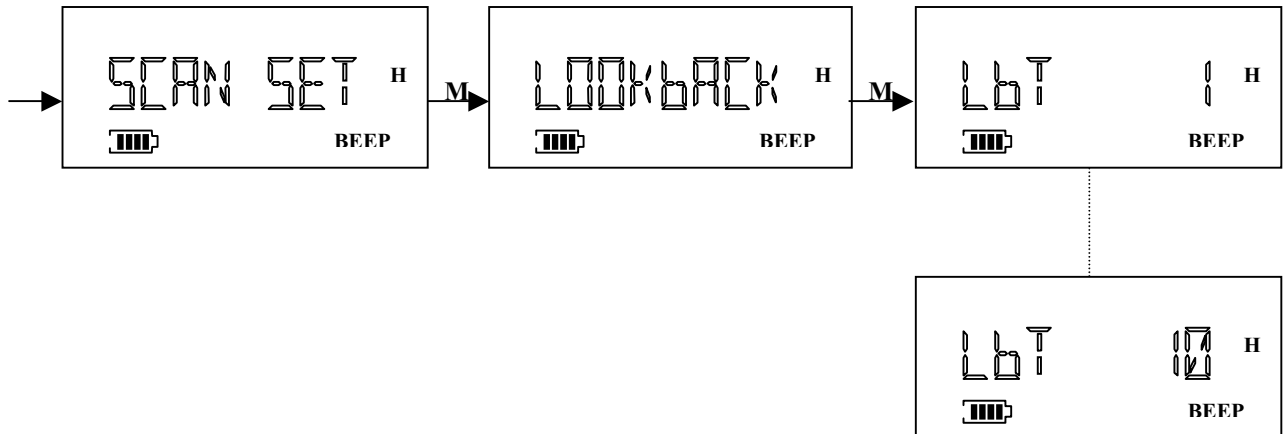 SCAN SET H
BEEP
M
LOOKbACK H
BEEP
M
LbT 1 H
BEEP
LbT 10 H
BEEP